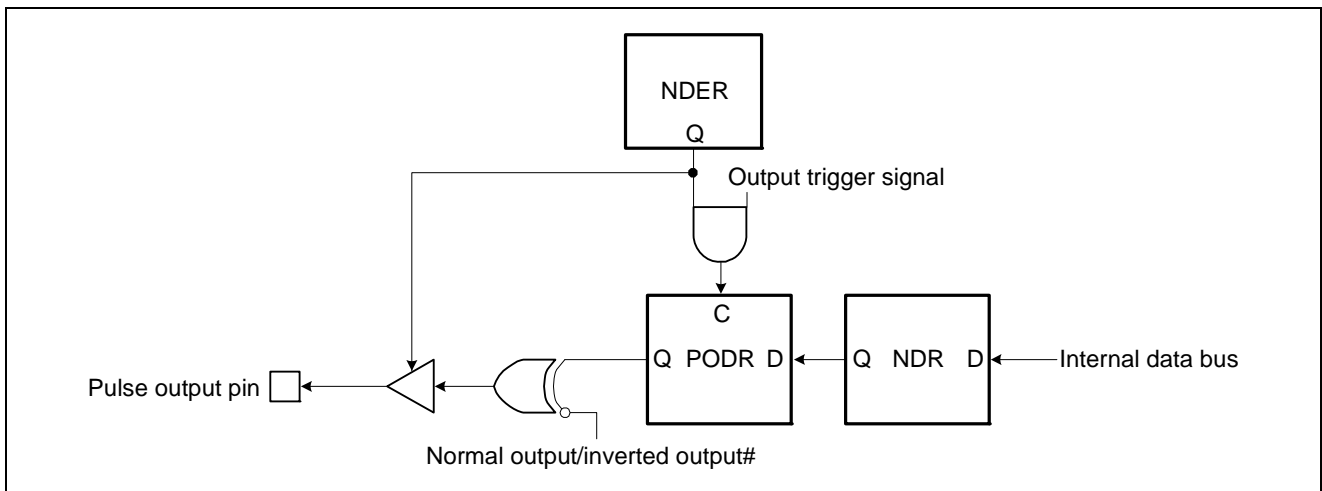 NDER
Q
Output trigger signal
C
Q PODR D
Q NDR D
Internal data bus
Pulse output pin
Normal output/inverted output#